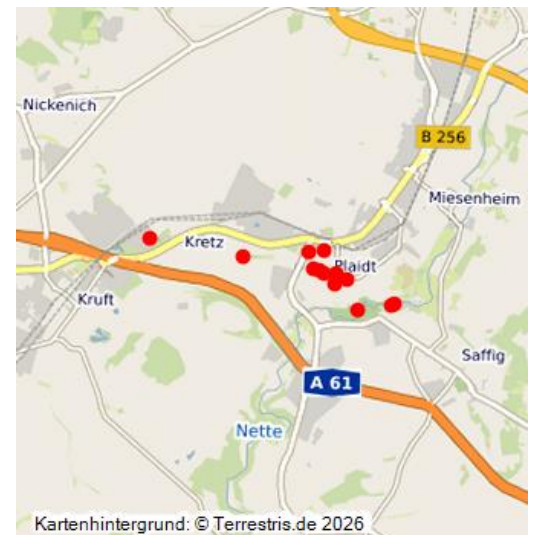 Nickenich
B 256
Miesenheim
Kretz
Plaidt
Kruft
Saffig
A 61
Nette
Kartenhintergrund: © Terrestris.de 2026